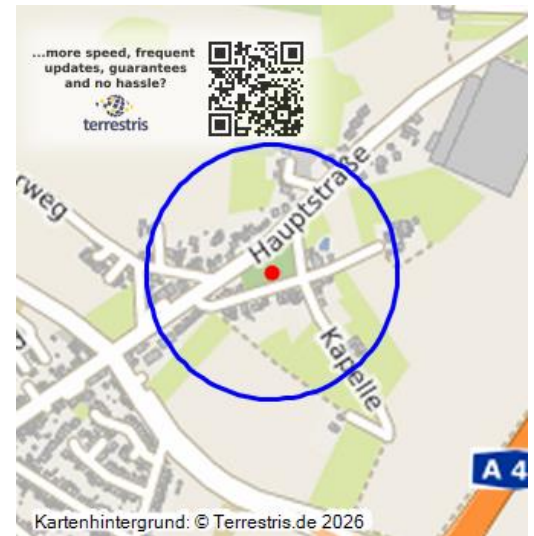 ...more speed, frequent
updates, guarantees
and no hassle?
terrestris
rweg
Hauptstraße
Kapelle
A 4
Kartenhintergrund: © Terrestris.de 2026